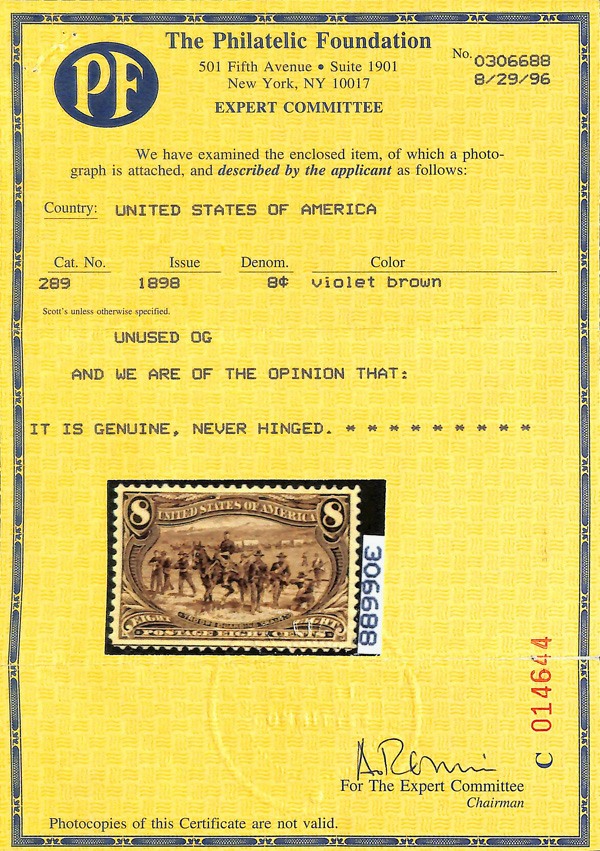 PF
The Philatelic Foundation
501 Fifth Avenue • Suite 1901
New York, NY 10017
EXPERT COMMITTEE
No. 0306688
8/29/96
We have examined the enclosed item, of which a photo-
graph is attached, and described by the applicant as follows:
Country: UNITED STATES OF AMERICA
Cat. No. Issue Denom. Color
289 1898 8¢ violet brown
Scott's unless otherwise specified.
UNUSED OG
AND WE ARE OF THE OPINION THAT:
IT IS GENUINE, NEVER HINGED. * * * * * * * * *
8 8
UNITED STATES OF AMERICA
EIGHT EIGHT
POSTAGE EIGHT CENTS
306688
C 014644
For The Expert Committee
Chairman
Photocopies of this Certificate are not valid.